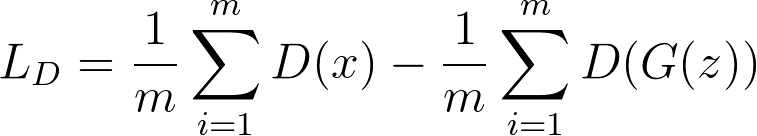 L_D = \frac{1}{m} \sum_{i=1}^{m} D(x) - \frac{1}{m} \sum_{i=1}^{m} D(G(z))